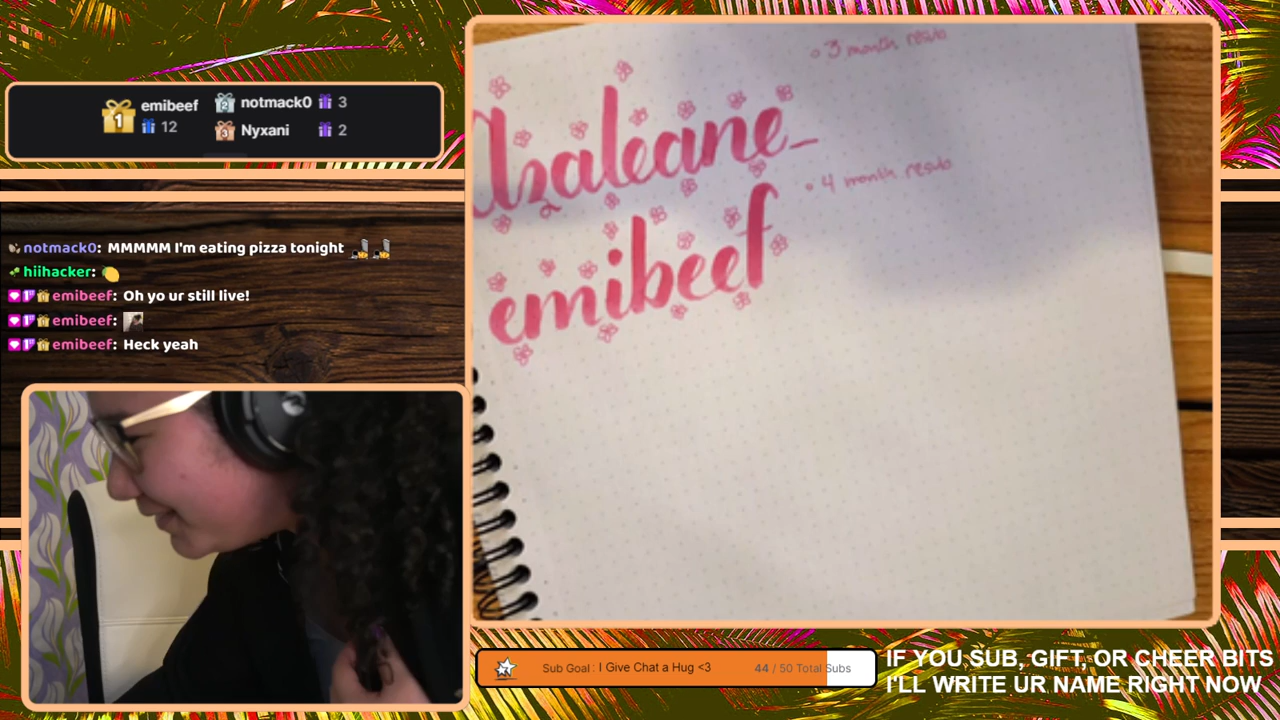 emibeef
12
notmack0 3
Nyxani 2
notmack0: MMMMM I'm eating pizza tonight
hiihacker:
emibeef: Oh yo ur still live!
emibeef:
emibeef: Heck yeah
3 month resub
Azaleane_
4 month resub
emibeef
Sub Goal : I Give Chat a Hug <3 44 / 50 Total Subs
IF YOU SUB, GIFT, OR CHEER BITS
I'LL WRITE UR NAME RIGHT NOW